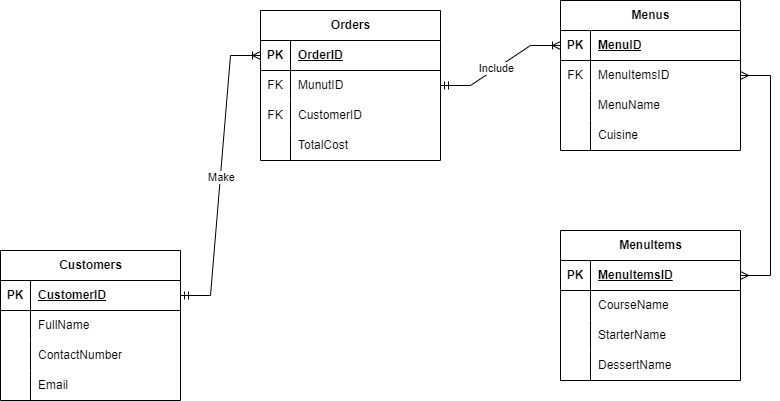 Orders
PK OrderID
FK MunutID
FK CustomerID
TotalCost
Include
Menus
PK MenuID
FK MenuItemsID
MenuName
Cuisine
Make
Customers
PK CustomerID
FullName
ContactNumber
Email
MenuItems
PK MenuItemsID
CourseName
StarterName
DessertName